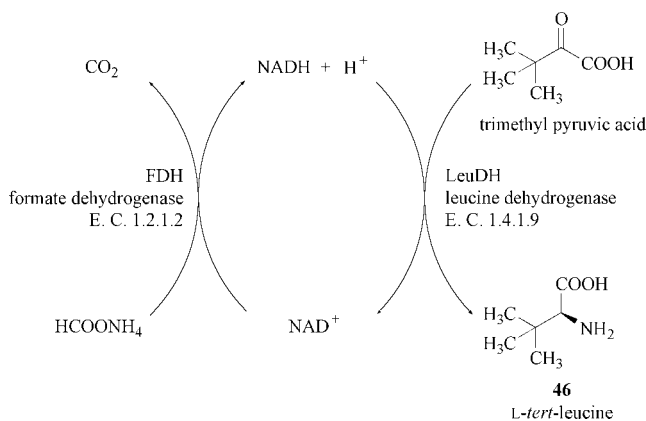 O
H₃C
H₃C
COOH
CH₃
trimethyl pyruvic acid
CO₂
NADH + H⁺
FDH
formate dehydrogenase
E. C. 1.2.1.2
LeuDH
leucine dehydrogenase
E. C. 1.4.1.9
HCOONH₄
NAD⁺
COOH
H₃C
H₃C
NH₂
CH₃
46
L-tert-leucine